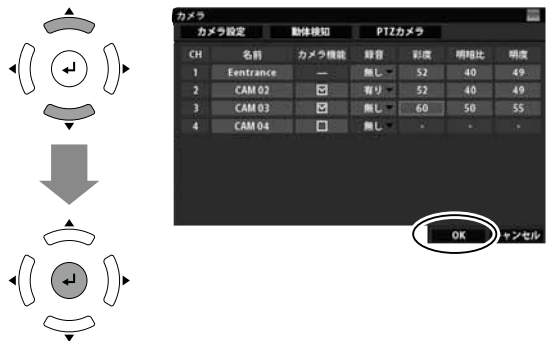 カメラ
カメラ設定 動体検知 PTZカメラ
CH 名前 カメラ機能 録音 彩度 明暗比 明度
1 Eentrance — 無し 52 40 49
2 CAM 02 有り 52 40 49
3 CAM 03 無し 60 50 55
4 CAM 04 無し - - -
OK ャンセル